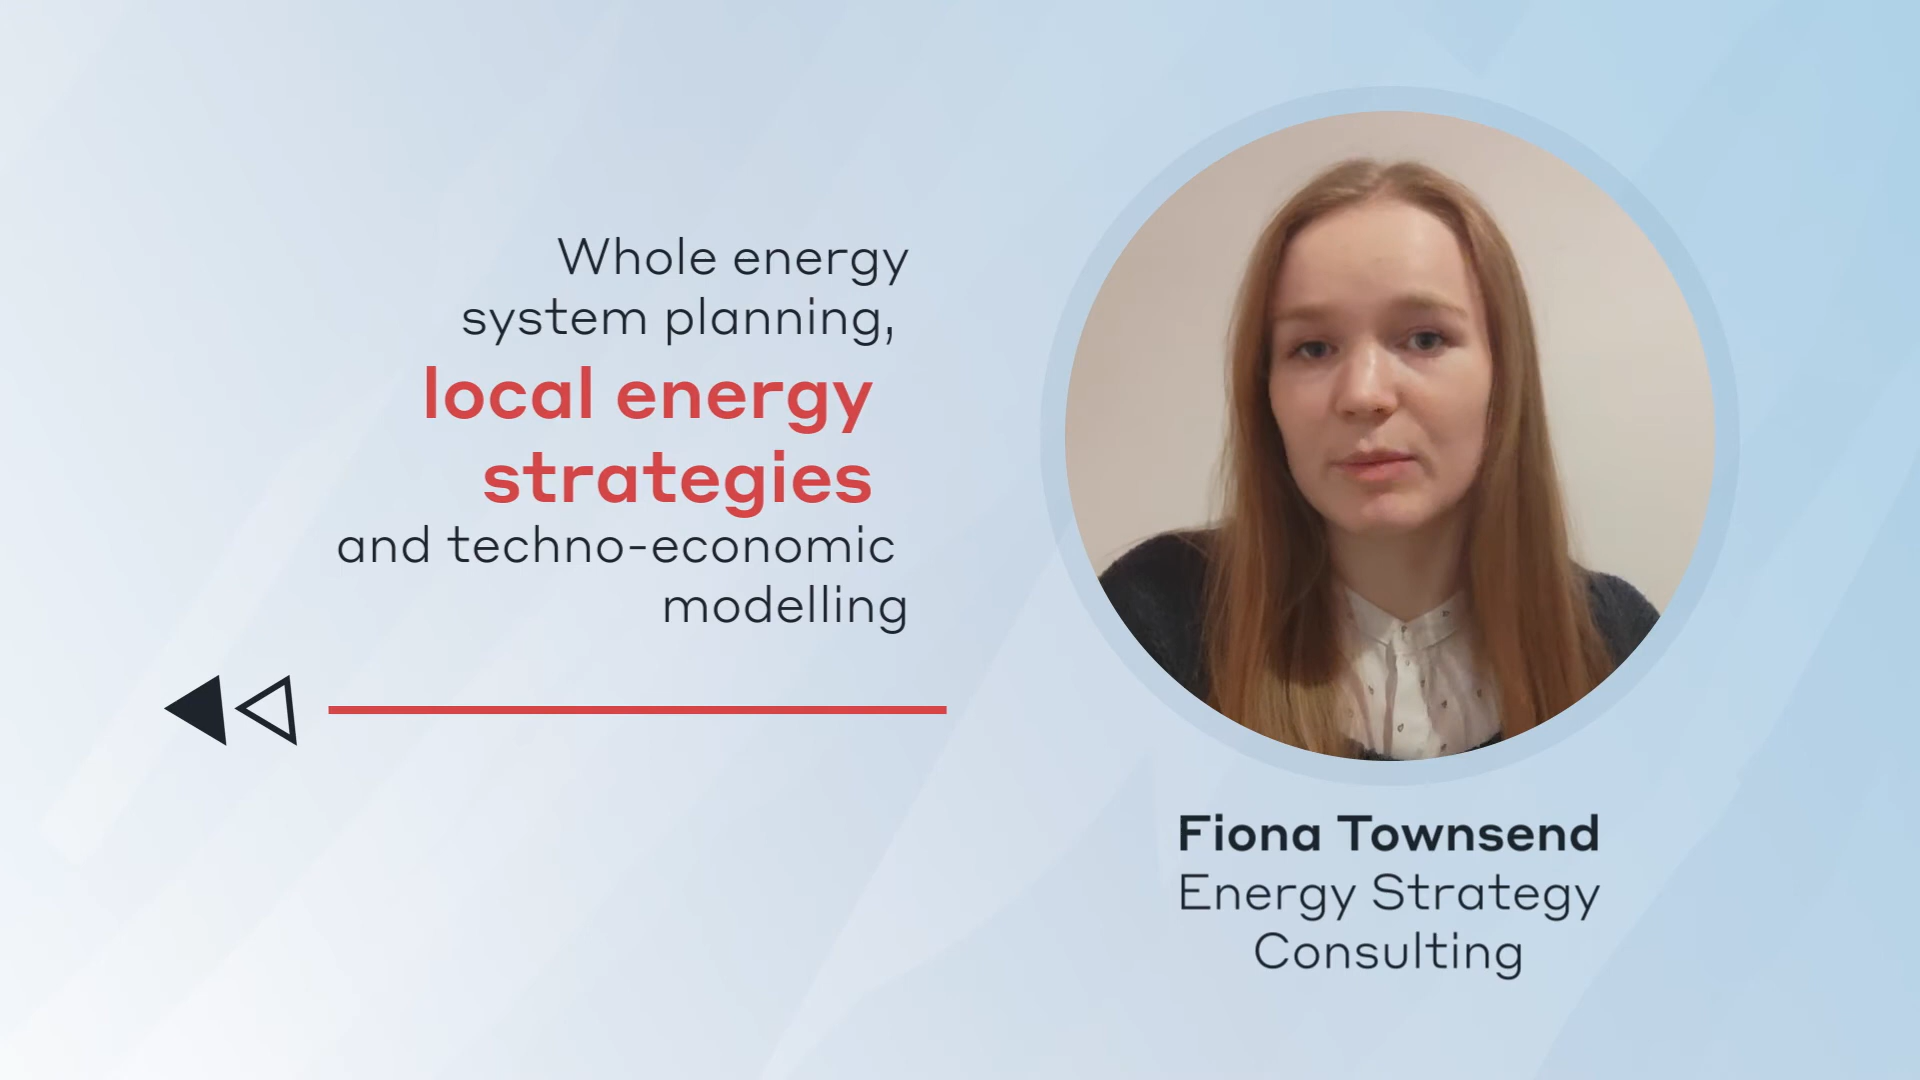 Whole energy
system planning,
local energy
strategies
and techno-economic
modelling
Fiona Townsend
Energy Strategy
Consulting